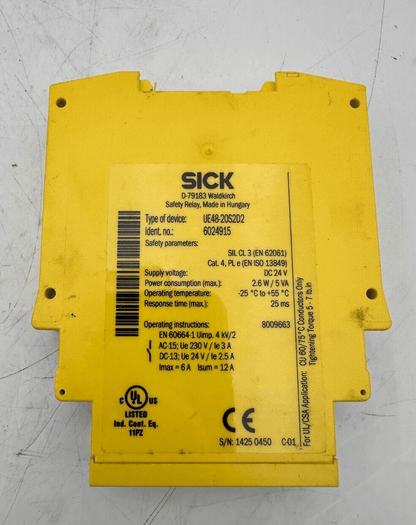 SICK
D-79183 Waldkirch
Safety Relay, Made in Hungary
Type of device: UE48-20S2D2
Ident. no.: 6024915
Safety parameters:
SIL CL 3 (EN 62061)
Cat. 4, PL e (EN ISO 13849)
Supply voltage: DC 24 V
Power consumption (max.): 2.6 W / 5 VA
Operating temperature: -25 °C to +55 °C
Response time (max.): 25 ms
Operating instructions: 8009663
EN 60664-1 Uimp. 4 kV/2
AC-15; Ue 230 V / Ie 3 A
DC-13; Ue 24 V / Ie 2.5 A
Imax = 6 A Isum = 12 A
C UL US
LISTED
Ind. Cont. Eq.
11PZ
CE
S/N: 1425 0450 C-01
For UL/CSA Application: CU 60/75°C Conductors Only
Tightening Torque 5 - 7 lb.in